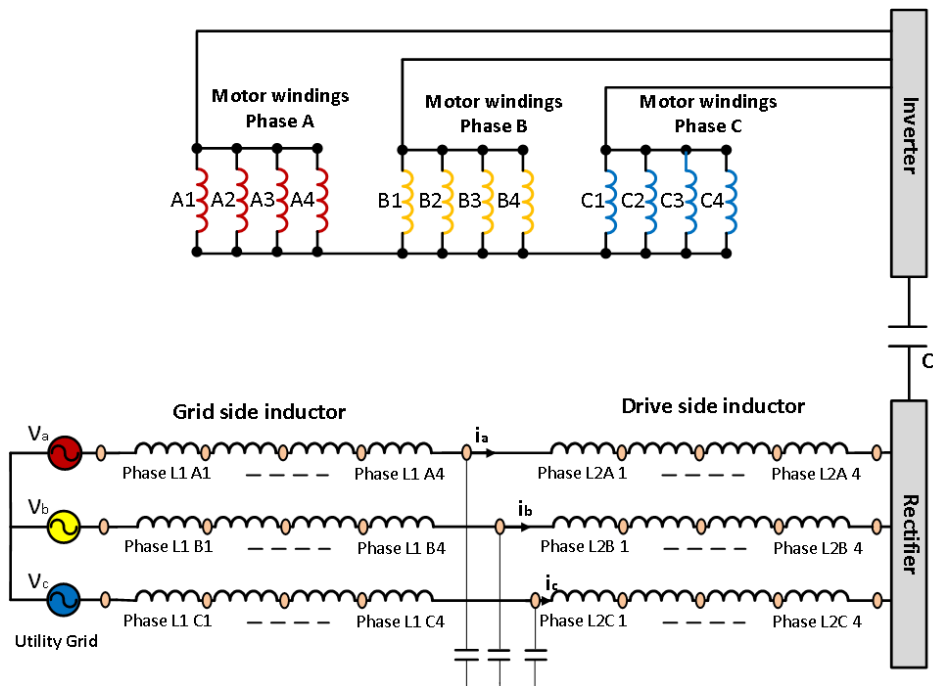 Motor windings
Phase A
Motor windings
Phase B
Motor windings
Phase C
Inverter
A1 A2 A3 A4
B1 B2 B3 B4
C1 C2 C3 C4
C
Grid side inductor
Drive side inductor
Va
ia
Phase L1 A1
Phase L1 A4
Phase L2A 1
Phase L2A 4
Vb
ib
Phase L1 B1
Phase L1 B4
Phase L2B 1
Phase L2B 4
Vc
ic
Phase L1 C1
Phase L1 C4
Phase L2C 1
Phase L2C 4
Utility Grid
Rectifier